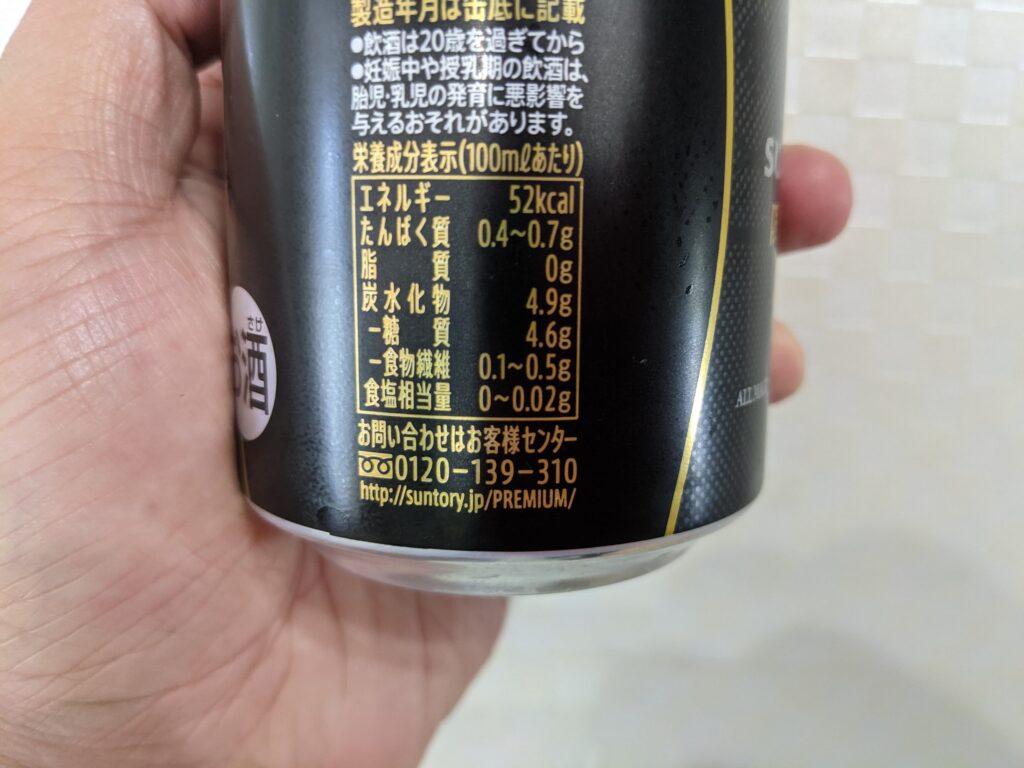 製造年月は缶底に記載
●飲酒は20歳を過ぎてから
●妊娠中や授乳期の飲酒は、
胎児・乳児の発育に悪影響を
与えるおそれがあります。
栄養成分表示(100mlあたり)
エネルギー 52kcal
たんぱく質 0.4~0.7g
脂質 0g
炭水化物 4.9g
-糖質 4.6g
-食物繊維 0.1~0.5g
食塩相当量 0~0.02g
お問い合わせはお客様センター
0120-139-310
http://suntory.jp/PREMIUM/
さけ
お酒
ALL